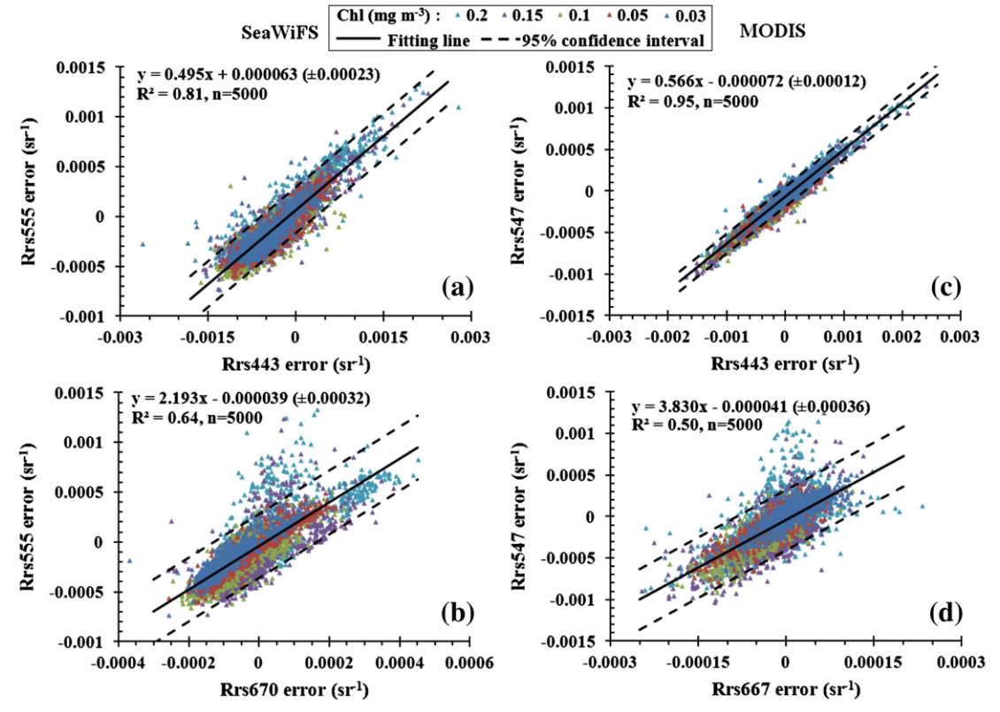 Chl (mg m⁻³) : 0.2 0.15 0.1 0.05 0.03
SeaWiFS
Fitting line 95% confidence interval
MODIS
y = 0.495x + 0.000063 (±0.00023)
R² = 0.81, n=5000
0.0015
0.001
0.0005
0
-0.0005
-0.001
Rrs555 error (sr⁻¹)
(a)
-0.003 -0.0015 0 0.0015 0.003
Rrs443 error (sr⁻¹)
y = 0.566x - 0.000072 (±0.00012)
R² = 0.95, n=5000
0.0015
0.001
0.0005
0
-0.0005
-0.001
-0.0015
Rrs547 error (sr⁻¹)
(c)
-0.003 -0.002 -0.001 0 0.001 0.002 0.003
Rrs443 error (sr⁻¹)
y = 2.193x - 0.000039 (±0.00032)
R² = 0.64, n=5000
0.0015
0.001
0.0005
0
-0.0005
-0.001
Rrs555 error (sr⁻¹)
(b)
-0.0004 -0.0002 0 0.0002 0.0004 0.0006
Rrs670 error (sr⁻¹)
y = 3.830x - 0.000041 (±0.00036)
R² = 0.50, n=5000
0.0015
0.001
0.0005
0
-0.0005
-0.001
-0.0015
Rrs547 error (sr⁻¹)
(d)
-0.0003 -0.00015 0 0.00015 0.0003
Rrs667 error (sr⁻¹)